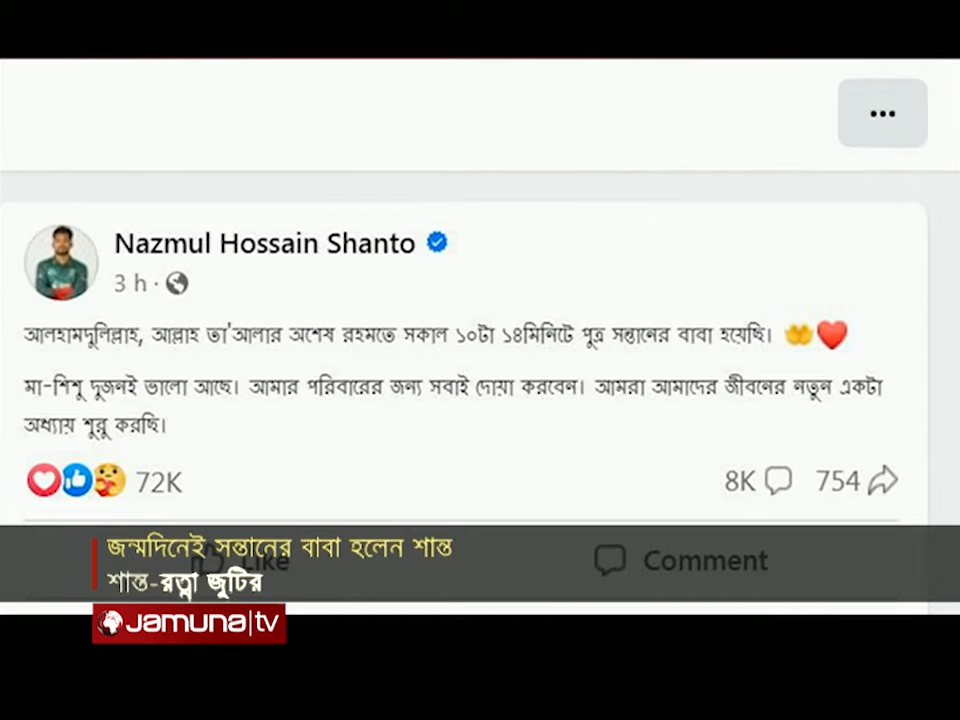 •••
Nazmul Hossain Shanto
3 h ·
আলহামদুলিল্লাহ, আল্লাহ তা'আলার অশেষ রহমতে সকাল ১০টা ১৪মিনিটে পুত্র সন্তানের বাবা হয়েছি। 🤲❤️
মা-শিশু দুজনই ভালো আছে। আমার পরিবারের জন্য সবাই দোয়া করবেন। আমরা আমাদের জীবনের নতুন একটা
অধ্যায় শুরু করছি।
72K 8K 754
Like Comment
জন্মদিনেই সন্তানের বাবা হলেন শান্ত
শান্ত-রত্না জুটির
Jamuna|tv